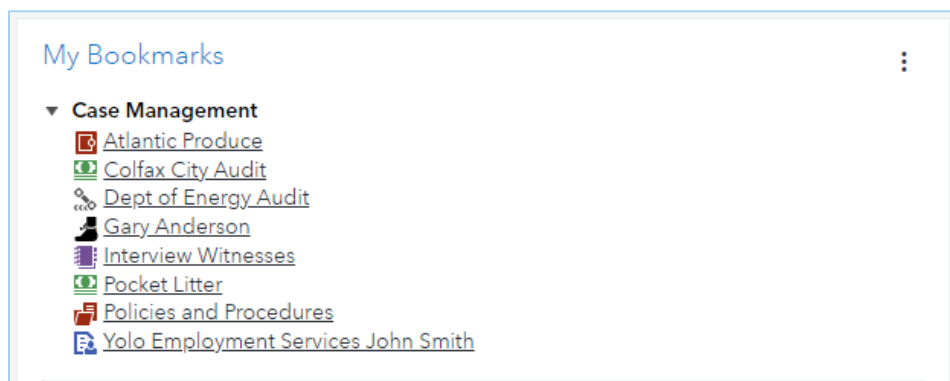 My Bookmarks
Case Management
Atlantic Produce
Colfax City Audit
Dept of Energy Audit
Gary Anderson
Interview Witnesses
Pocket Litter
Policies and Procedures
Yolo Employment Services John Smith